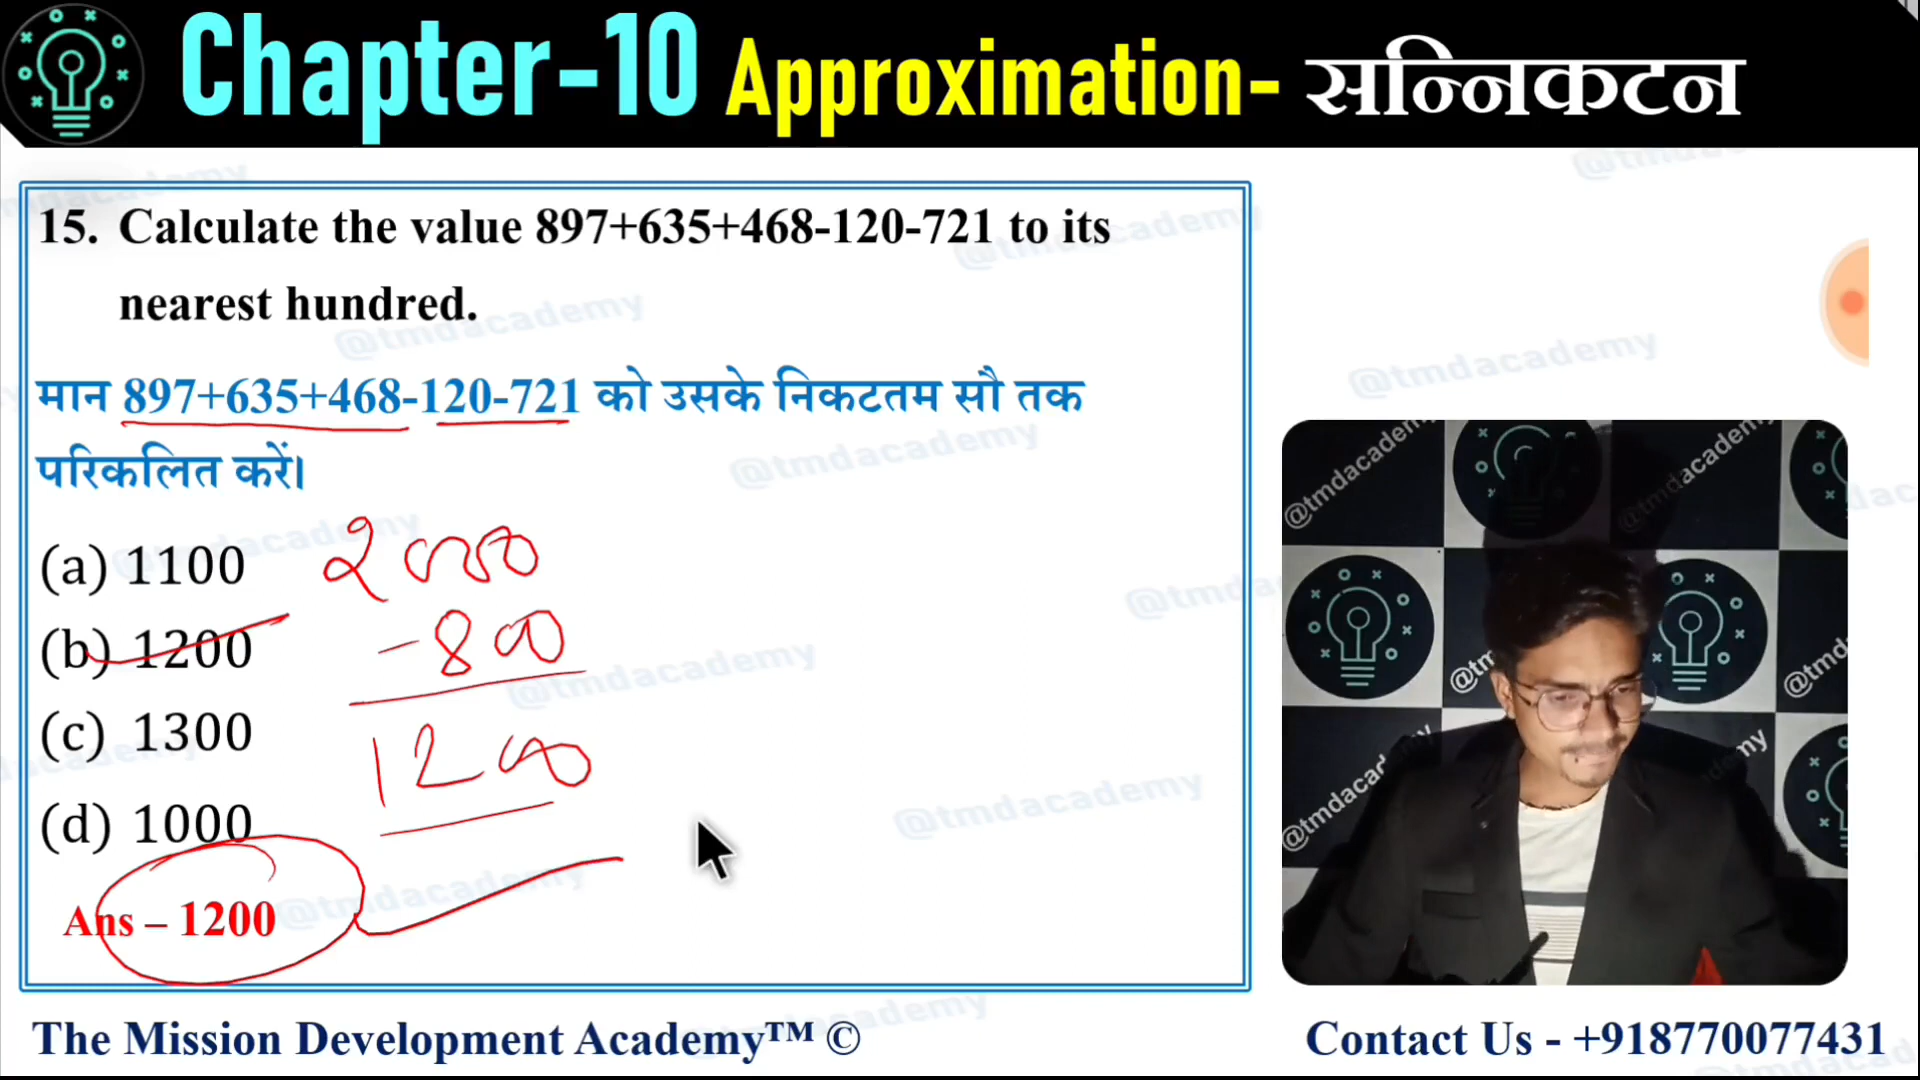 Chapter-10 Approximation- सन्निकटन
15. Calculate the value 897+635+468-120-721 to its
nearest hundred.
मान 897+635+468-120-721 को उसके निकटतम सौ तक
परिकलित करें।
(a) 1100
(b) 1200
(c) 1300
(d) 1000
Ans – 1200
2000
-800
1200
@tmdacademy
The Mission Development Academy™ ©
Contact Us - +918770077431